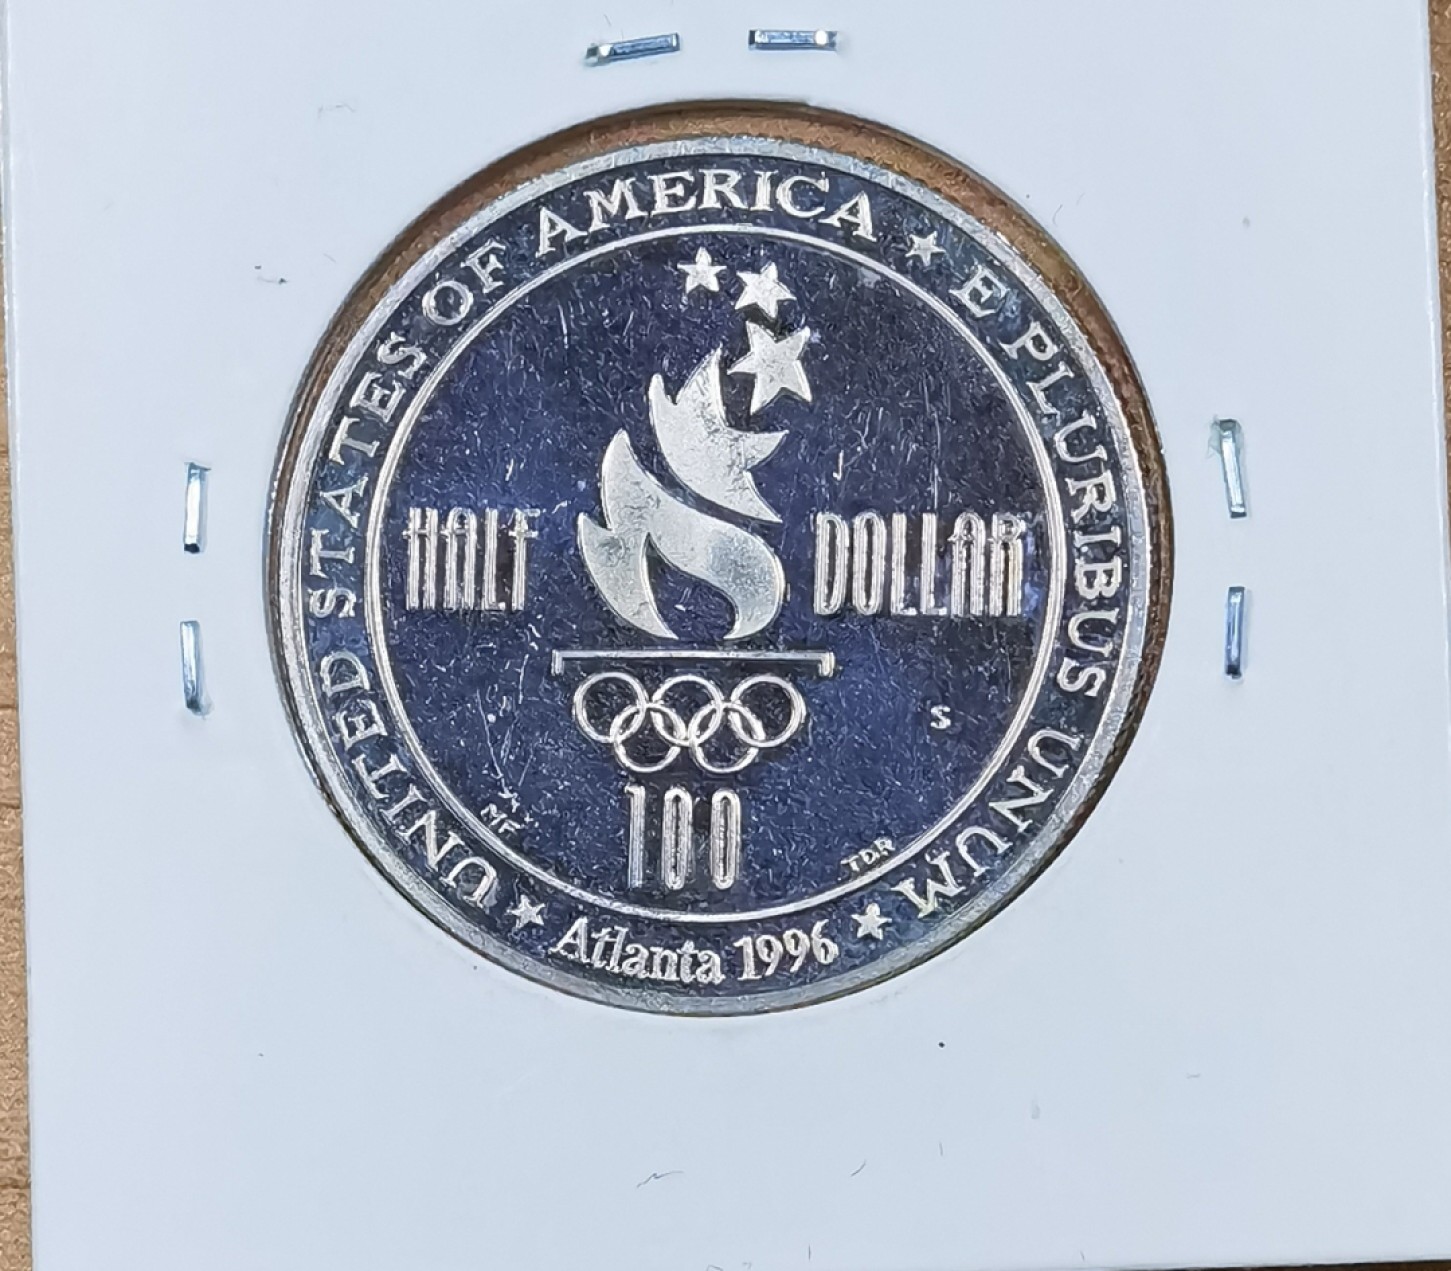 UNITED STATES OF AMERICA ★ E PLURIBUS UNUM ★
Atlanta 1996 ★
HALF DOLLAR
S
100
MF
TDR